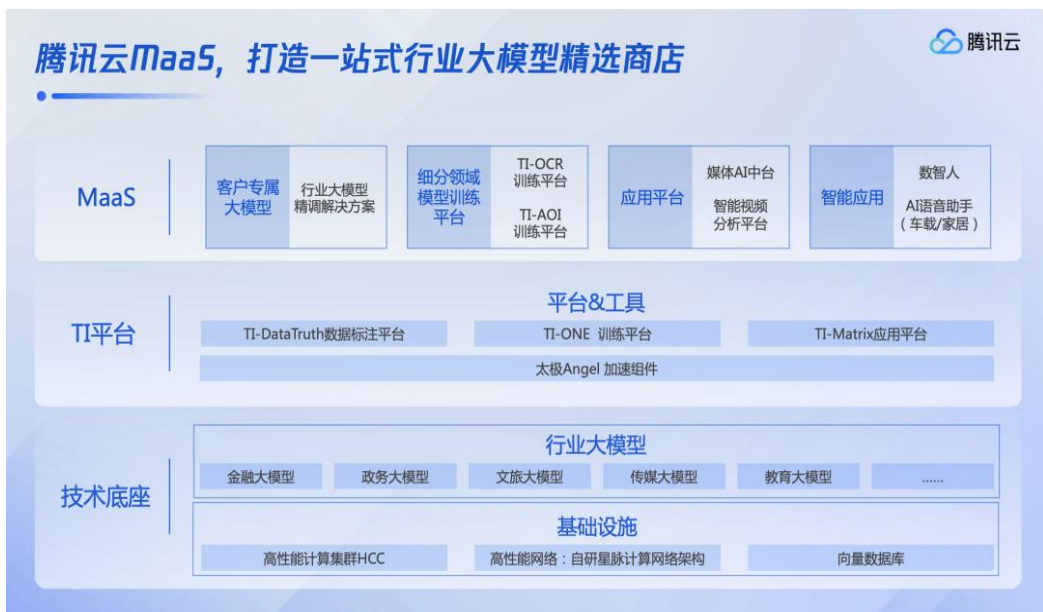 腾讯云MaaS，打造一站式行业大模型精选商店
腾讯云
MaaS
客户专属
大模型
行业大模型
精调解决方案
细分领域
模型训练
平台
TI-OCR
训练平台
TI-AOI
训练平台
应用平台
媒体AI中台
智能视频
分析平台
智能应用
数智人
AI语音助手
（车载/家居）
TI平台
平台&工具
TI-DataTruth数据标注平台
TI-ONE 训练平台
TI-Matrix应用平台
太极Angel 加速组件
技术底座
行业大模型
金融大模型
政务大模型
文旅大模型
传媒大模型
教育大模型
……
基础设施
高性能计算集群HCC
高性能网络：自研星脉计算网络架构
向量数据库